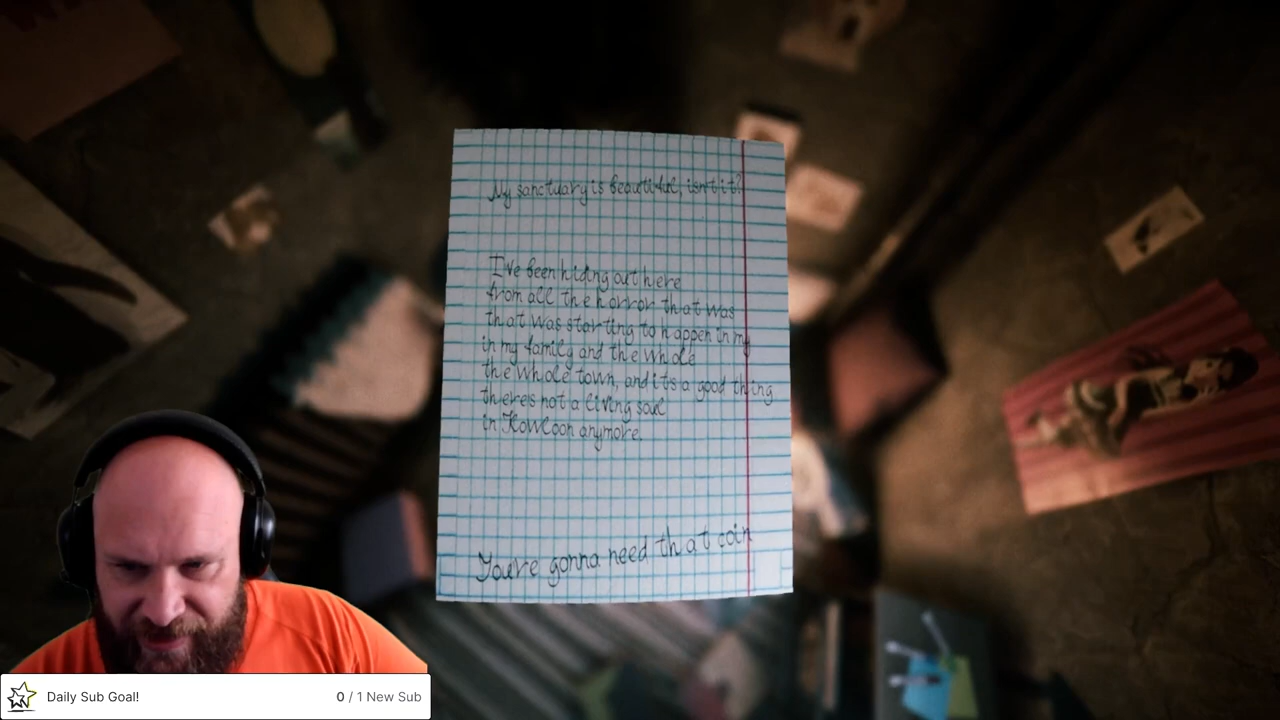 My sanctuary is beautiful, isn't it?
I've been hiding out here
from all the horror that was
that was starting to happen in my
in my family and the whole
the whole town, and it's a good thing
there's not a living soul
in Kowloon anymore.
You're gonna need that coin
Daily Sub Goal!
0 / 1 New Sub